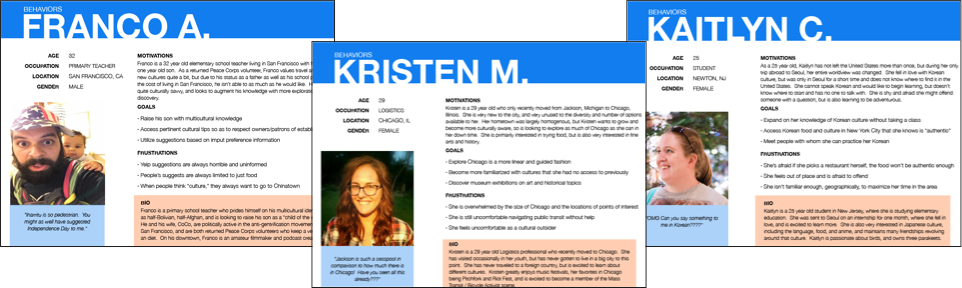 BEHAVIORS
FRANCO A.
AGE 32
OCCUPATION PRIMARY TEACHER
LOCATION SAN FRANCISCO, CA
GENDER MALE
MOTIVATIONS
Franco is a 32 year old elementary school teacher living in San Francisco with
one year old son. As a returned Peace Corps volunteer, Franco values travel a
new cultures quite a bit, but due to his status as a father as well as his school
the cost of living in San Francisco, he isn't able to as much as he would like. H
quite culturally savvy, and looks to augment his knowledge with more exploration
discovery.
GOALS
- Raise his son with multicultural knowledge
- Access pertinent cultural tips so as to respect owners/patrons of
- Utilize suggestions based on imput preference information
FRUSTRATIONS
- Yelp suggestions are always horrible and uninformed
- People's suggests are always limited to just food
- When people think "culture," they always want to go to Chinatown
is so pedestrian. You
might as well have suggested
Independence Day to me."
BIO
Franco is a primary school teacher who prides himself on his multicultural
as half-Bolivian, half-Afghan, and is looking to raise his son as a "child of the
He and his wife, CoCo, are politically active in the anti-gentrification movement
San Francisco, and are both returned Peace Corps volunteers who keep a
an diet. On his downtown, Franco is an amateur filmmaker and podcast
BEHAVIORS
KRISTEN M.
AGE 29
OCCUPATION LOGISTICS
LOCATION CHICAGO, IL
GENDER FEMALE
MOTIVATIONS
Kristen is a 29 year old who only recently moved from Jackson, Michigan to Chicago,
Illinois. She is very new to the city, and very unused to the diversity and number of options
available to her. Her hometown was largely homogenous, but Kristen wants to grow and
become more culturally aware, so is looking to explore as much of Chicago as she can in
her down time. She is primarily interested in trying food, but is also very interested in fine
arts and history.
GOALS
- Explore Chicago is a more linear and guided fashion
- Become more familiarized with cultures that she had no access to previously
- Discover museum exhibitions on art and historical topics
FRUSTRATIONS
- She is overwhelmed by the size of Chicago and the locations of points of interest
- She is still uncomfortable navigating public transit without help
- She feels uncomfortable as a cultural outsider
"Jackson is such a cesspool in
comparison to how much there is
in Chicago! Have you seen all this
already???"
BIO
Kristen is a 29 year old Logistics professional who recently moved to Chicago. She
has visited occasionally in her youth, but has never gotten to live in a big city to this
point. She has never travelled to a foreign country, but is excited to learn about
different cultures. Kristen greatly enjoys music festivals, her favorites in Chicago
being Pitchfork and Riot Fest, and is excited to become a member of the Mass
Transit / Bicycle Activist scene
BEHAVIORS
KAITLYN C.
AGE 25
OCCUPATION STUDENT
LOCATION NEWTON, NJ
GENDER FEMALE
MOTIVATIONS
As a 25 year old, Kaitlyn has not left the United States more than once, but during her only
trip abroad to Seoul, her entire worldview was changed. She fell in love with Korean
culture, but was only in Seoul for a short time and does not know where to find it in the
United States. She cannot speak Korean and would like to begin learning, but doesn't
know where to start and has no one to talk with. She is shy and afraid she might offend
someone with a question, but is also learning to be adventurous.
GOALS
- Expand on her knowledge of Korean culture without taking a class
- Access Korean food and culture in New York City that she knows is "authentic"
- Meet people with whom she can practice her Korean
FRUSTRATIONS
- She's afraid if she picks a restaurant herself, the food won't be authentic enough
- She feels out of place and is afraid to offend
- She isn't familiar enough, geographically, to maximize her time in the area
"OMG Can you say something to
me in Korean????"
BIO
Kaitlyn is a 25 year old student in New Jersey, where she is studying elementary
education. She was sent to Seoul on an internship for one month, where she fell in
love, and is excited to learn more. She is also very interested in Japanese culture,
including the language, food, and anime, and maintains many friendships revolving
around that culture. Kaitlyn is passionate about birds, and owns three parakeets.